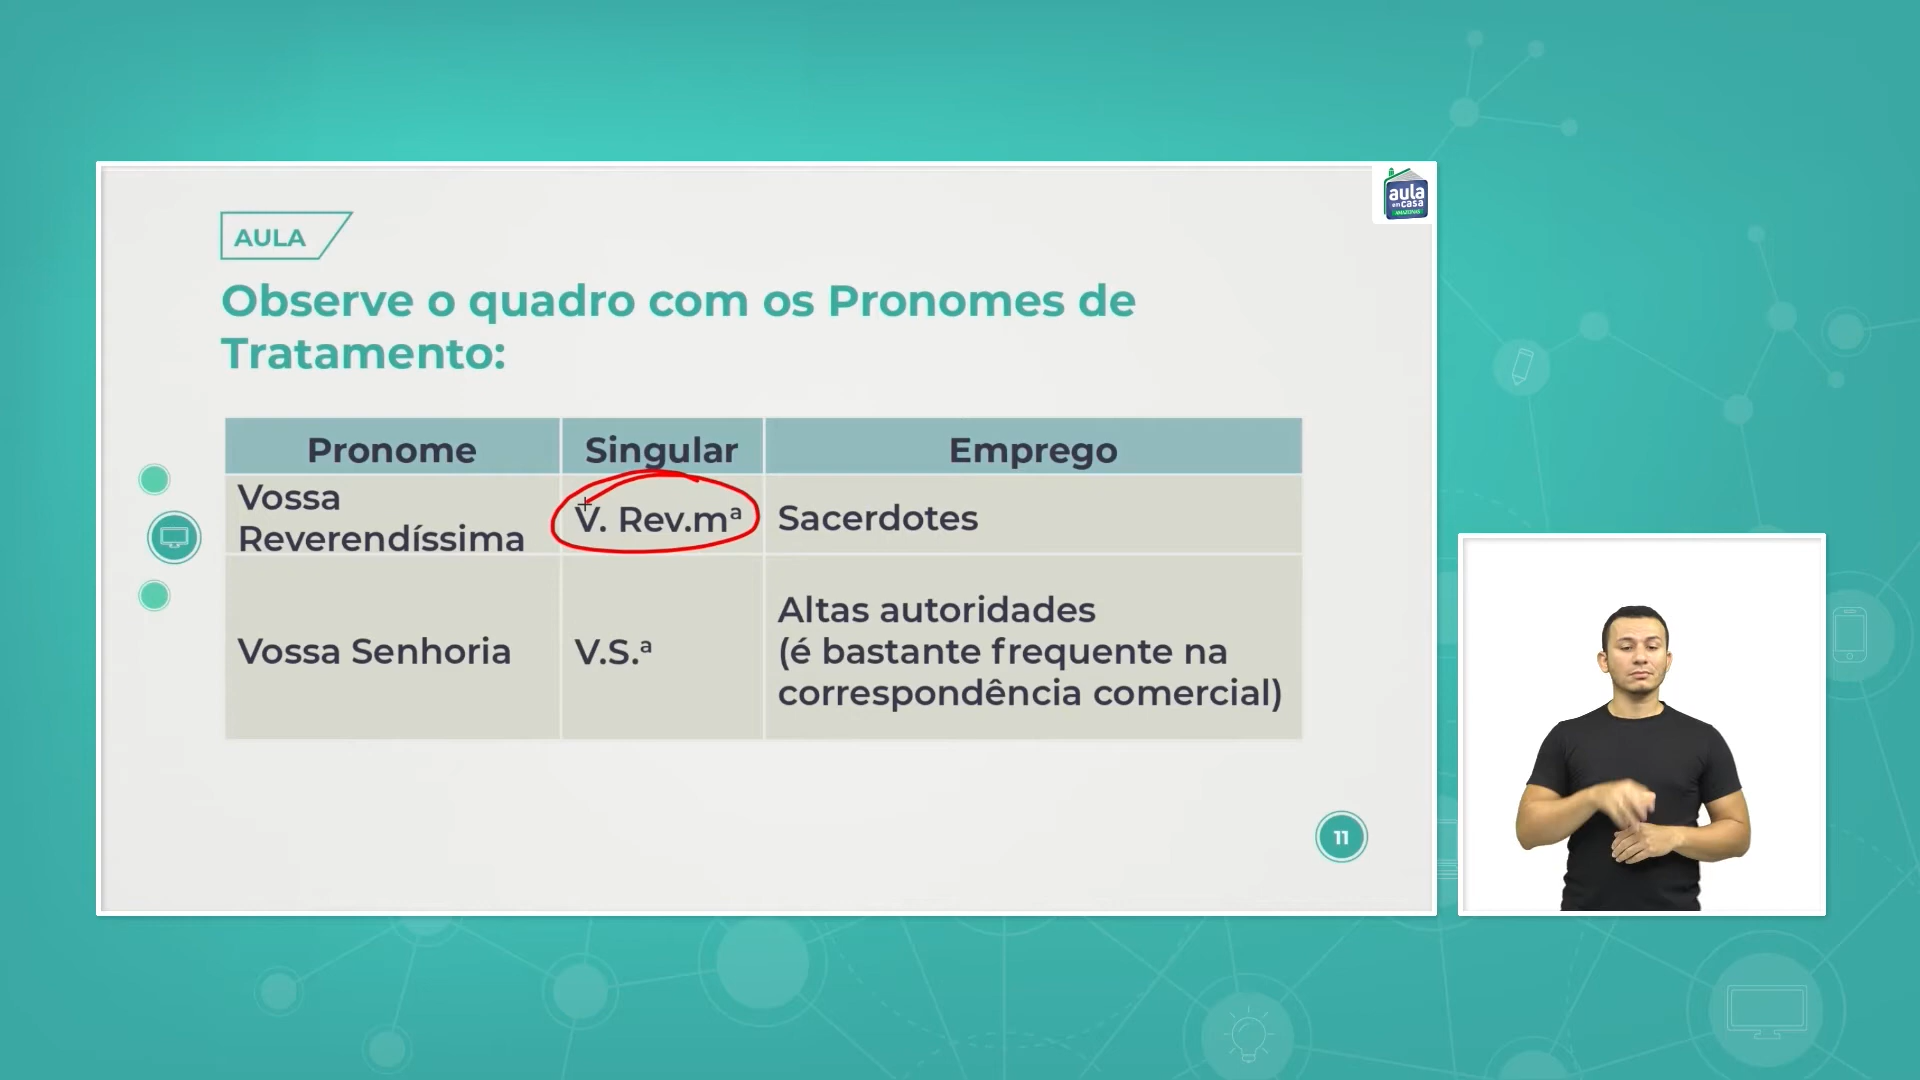 aula
em casa
AMAZONAS
AULA
Observe o quadro com os Pronomes de
Tratamento:
Pronome Singular Emprego
Vossa
Reverendíssima
V. Rev.mª
Sacerdotes
Vossa Senhoria
V.S.ª
Altas autoridades
(é bastante frequente na
correspondência comercial)
11